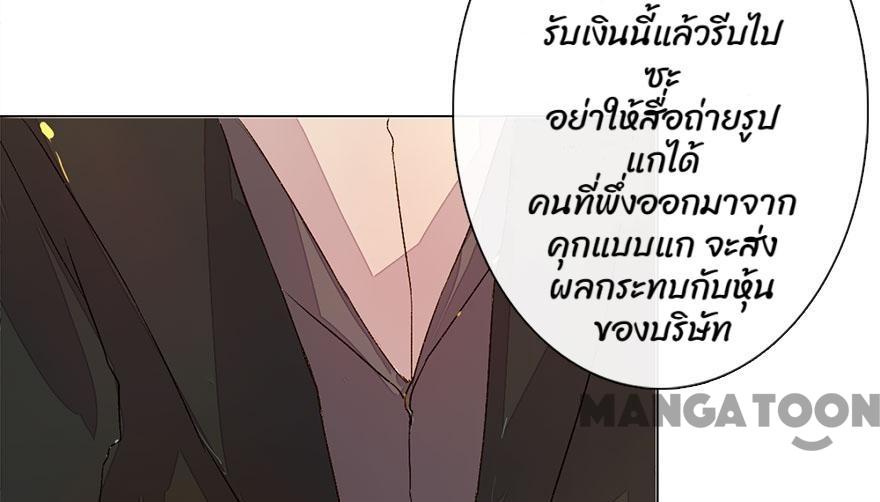 รับเงินนี้แล้วรีบไป
ซะ
อย่าให้สื่อถ่ายรูป
แกได้
คนที่พึ่งออกมาจาก
คุกแบบแก จะส่ง
ผลกระทบกับหุ้น
ของบริษัท
MANGATOON